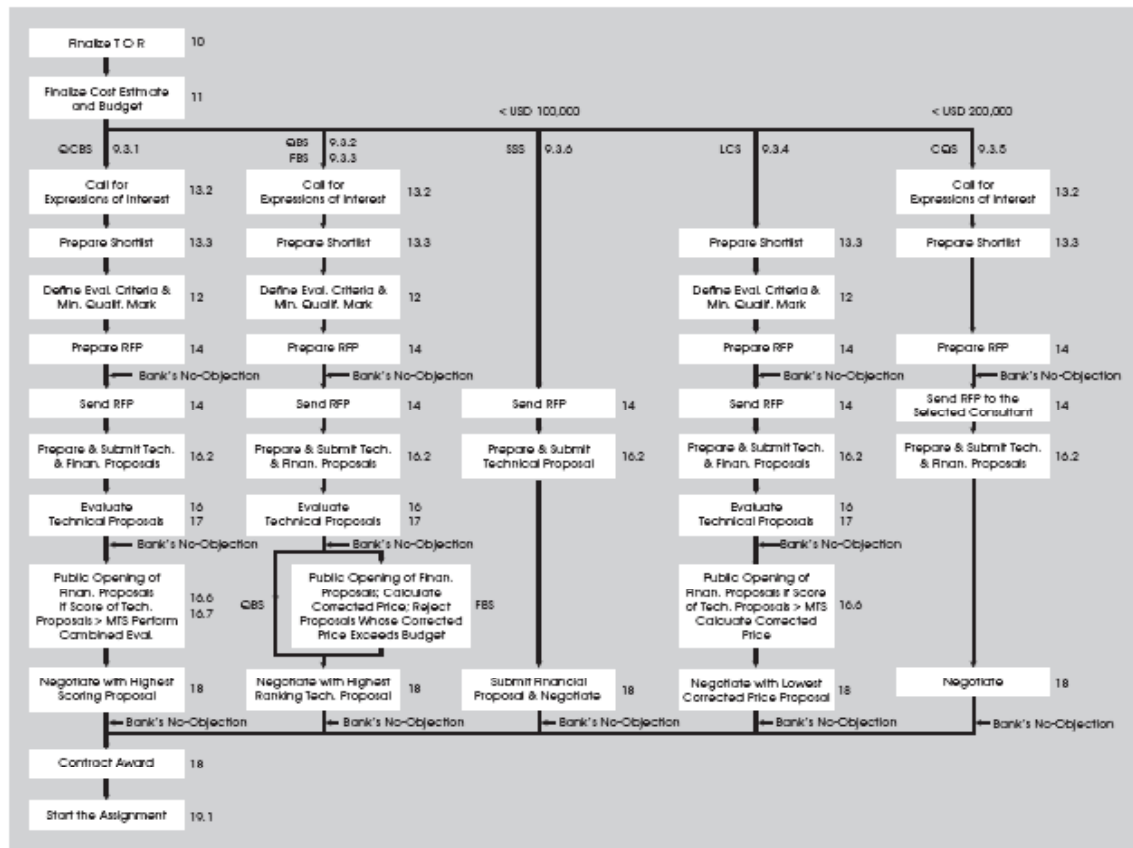 Finalize T O R
10
Finalize Cost Estimate
and Budget
11
< USD 100,000
< USD 200,000
QCBS
9.3.1
QBS
9.3.2
FBS
9.3.3
SSS
9.3.6
LCS
9.3.4
CQS
9.3.5
Call for
Expressions of Interest
13.2
Call for
Expressions of Interest
13.2
Call for
Expressions of Interest
13.2
Prepare Shortlist
13.3
Prepare Shortlist
13.3
Prepare Shortlist
13.3
Prepare Shortlist
13.3
Define Eval. Criteria &
Min. Qualif. Mark
12
Define Eval. Criteria &
Min. Qualif. Mark
12
Define Eval. Criteria &
Min. Qualif. Mark
12
Prepare RFP
14
Prepare RFP
14
Prepare RFP
14
Prepare RFP
14
Bank's No-Objection
Bank's No-Objection
Bank's No-Objection
Bank's No-Objection
Send RFP
14
Send RFP
14
Send RFP
14
Send RFP
14
Send RFP to the
Selected Consultant
14
Prepare & Submit Tech.
& Finan. Proposals
16.2
Prepare & Submit Tech.
& Finan. Proposals
16.2
Prepare & Submit
Technical Proposal
16.2
Prepare & Submit Tech.
& Finan. Proposals
16.2
Prepare & Submit Tech.
& Finan. Proposals
16.2
Evaluate
Technical Proposals
16
17
Evaluate
Technical Proposals
16
17
Evaluate
Technical Proposals
16
17
Bank's No-Objection
Bank's No-Objection
Bank's No-Objection
Public Opening of
Finan. Proposals
If Score of Tech.
Proposals > MTS Perform
Combined Eval.
16.6
16.7
QBS
Public Opening of Finan.
Proposals; Calculate
Corrected Price; Reject
Proposals Whose Corrected
Price Exceeds Budget
FBS
Public Opening of
Finan. Proposals If Score
of Tech. Proposals > MTS
Calcuate Corrected
Price
16.6
Negotiate with Highest
Scoring Proposal
18
Negotiate with Highest
Ranking Tech. Proposal
18
Submit Financial
Proposal & Negotiate
18
Negotiate with Lowest
Corrected Price Proposal
18
Negotiate
18
Bank's No-Objection
Bank's No-Objection
Bank's No-Objection
Bank's No-Objection
Bank's No-Objection
Contract Award
18
Start the Assignment
19.1